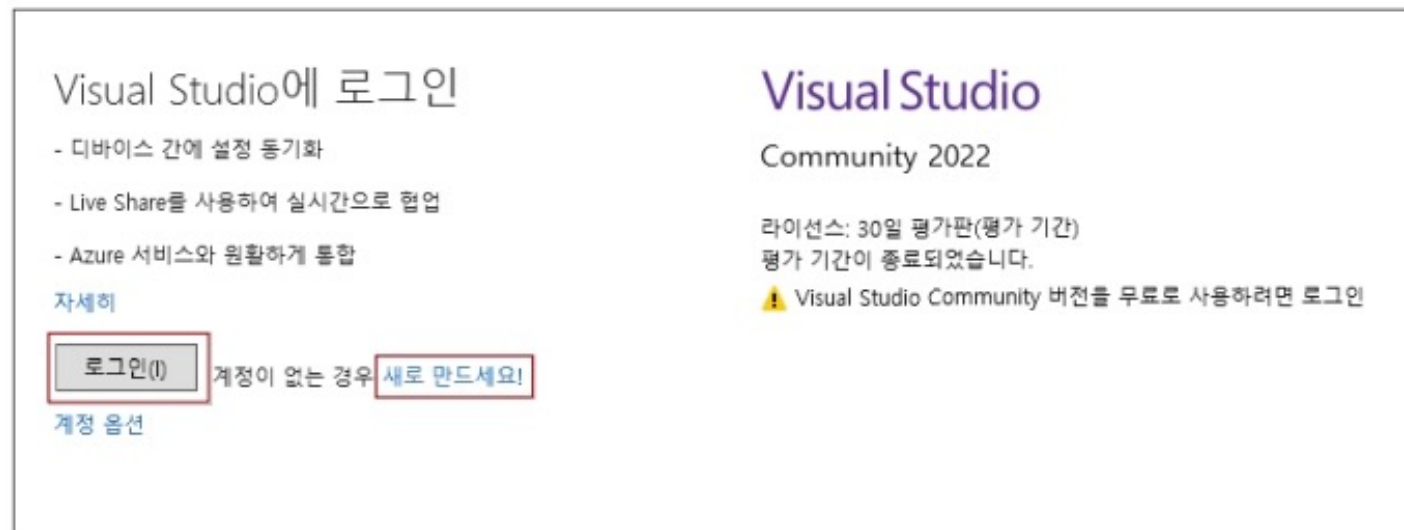 Visual Studio에 로그인
- 디바이스 간에 설정 동기화
- Live Share를 사용하여 실시간으로 협업
- Azure 서비스와 원활하게 통합
자세히
로그인(I) 계정이 없는 경우 새로 만드세요!
계정 옵션
Visual Studio
Community 2022
라이선스: 30일 평가판(평가 기간)
평가 기간이 종료되었습니다.
Visual Studio Community 버전을 무료로 사용하려면 로그인